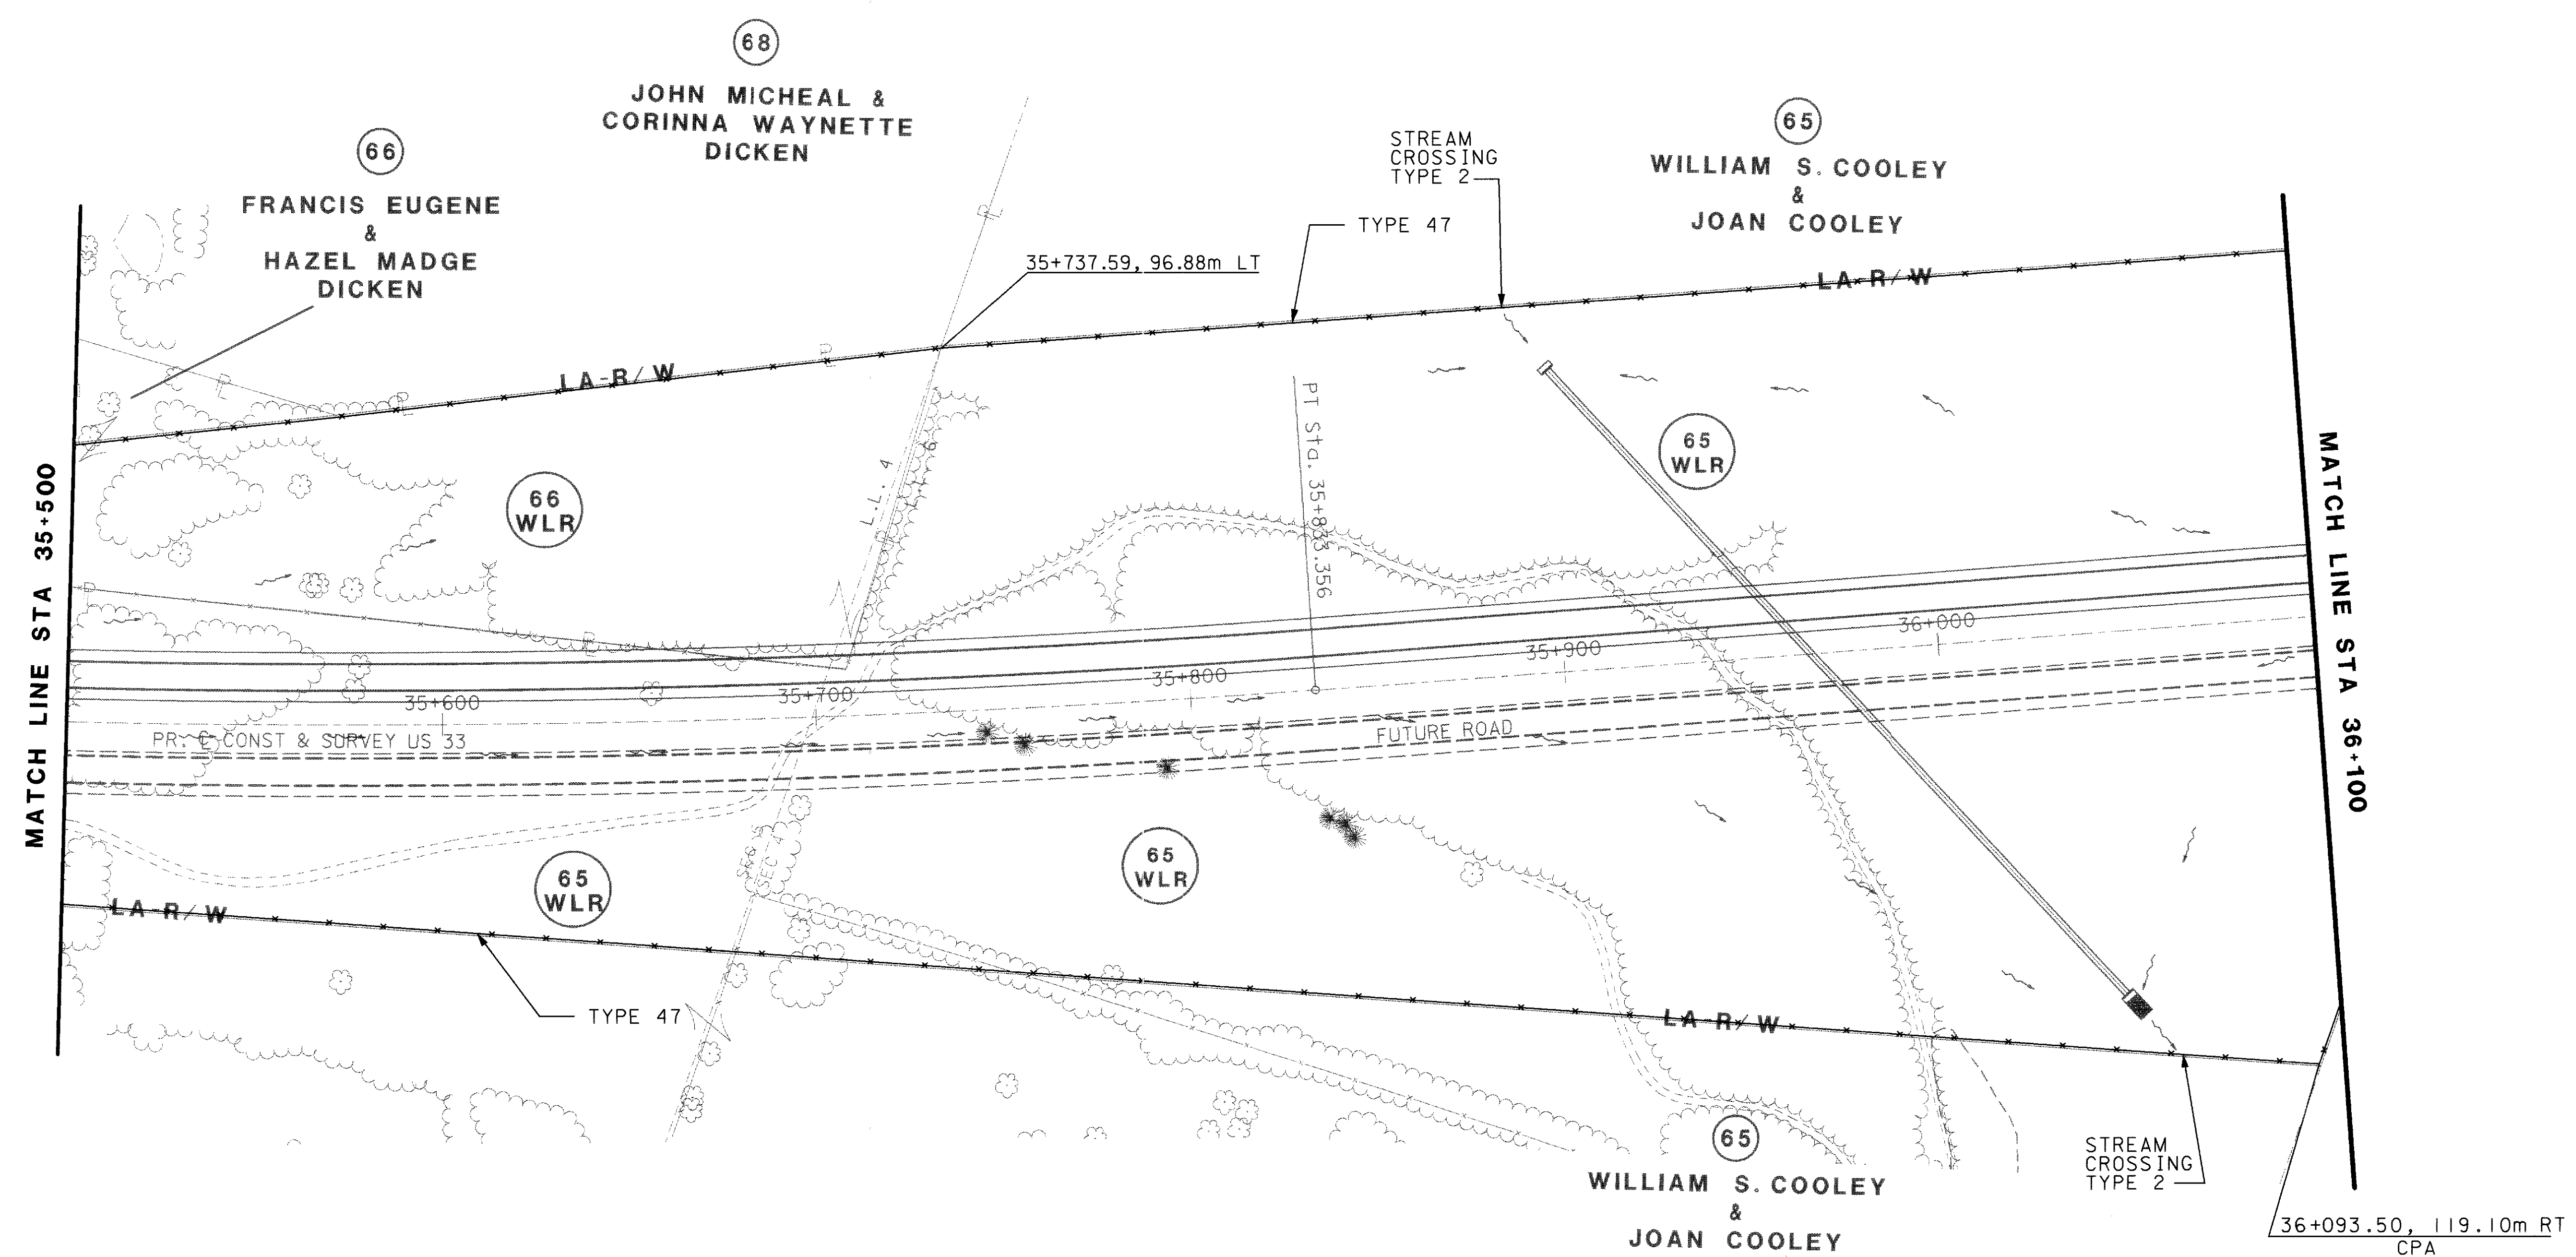 68
JOHN MICHEAL &
CORINNA WAYNETTE
DICKEN
66
FRANCIS EUGENE
&
HAZEL MADGE
DICKEN
65
WILLIAM S. COOLEY
&
JOAN COOLEY
STREAM
CROSSING
TYPE 2
TYPE 47
35+737.59, 96.88m LT
LA-R/W
LA-R/W
PT Sta. 35+833.356
65
WLR
66
WLR
L.L. 4
MATCH LINE STA 35+500
MATCH LINE STA 36+100
35+600
35+700
35+800
35+900
36+000
PR. ℄ CONST & SURVEY US 33
FUTURE ROAD
65
WLR
65
WLR
LA-R/W
LA-R/W
TYPE 47
65
WILLIAM S. COOLEY
&
JOAN COOLEY
STREAM
CROSSING
TYPE 2
36+093.50, 119.10m RT
CPA